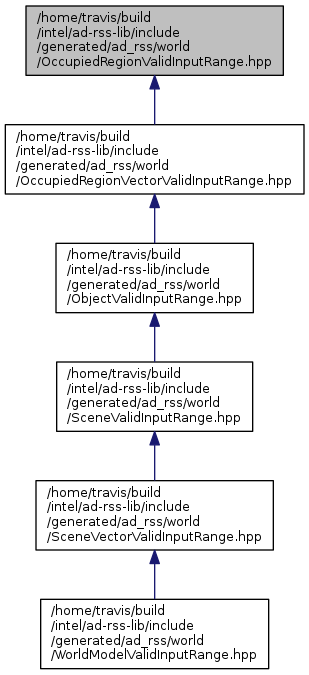 /home/travis/build
/intel/ad-rss-lib/include
/generated/ad_rss/world
/OccupiedRegionValidInputRange.hpp
/home/travis/build
/intel/ad-rss-lib/include
/generated/ad_rss/world
/OccupiedRegionVectorValidInputRange.hpp
/home/travis/build
/intel/ad-rss-lib/include
/generated/ad_rss/world
/ObjectValidInputRange.hpp
/home/travis/build
/intel/ad-rss-lib/include
/generated/ad_rss/world
/SceneValidInputRange.hpp
/home/travis/build
/intel/ad-rss-lib/include
/generated/ad_rss/world
/SceneVectorValidInputRange.hpp
/home/travis/build
/intel/ad-rss-lib/include
/generated/ad_rss/world
/WorldModelValidInputRange.hpp